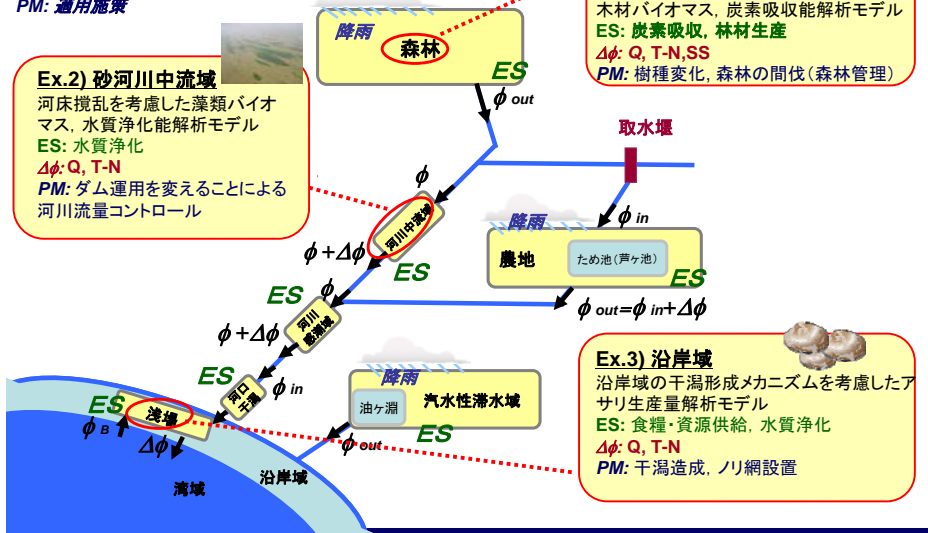 PM: 適用施策
木材バイオマス, 炭素吸収能解析モデル
ES: 炭素吸収, 林材生産
Δϕ: Q, T-N,SS
PM: 樹種変化, 森林の間伐(森林管理)
降雨
森林
ES
ϕ out
Ex.2) 砂河川中流域
河床撹乱を考慮した藻類バイオ
マス, 水質浄化能解析モデル
ES: 水質浄化
Δϕ: Q, T-N
PM: ダム運用を変えることによる
河川流量コントロール
取水堰
ϕ
ϕ in
降雨
河川中流域
農地
ため池(芦ヶ池)
ES
ϕ+Δϕ
ES
ϕ
ES
ϕ out=ϕ in+Δϕ
河川
感潮域
ϕ+Δϕ
ES
ϕ in
河口
干潟
降雨
油ヶ淵
汽水性滞水域
ES
ϕ out
ES
浅場
ϕ B
Δϕ
沿岸域
湾域
Ex.3) 沿岸域
沿岸域の干潟形成メカニズムを考慮したア
サリ生産量解析モデル
ES: 食糧・資源供給, 水質浄化
Δϕ: Q, T-N
PM: 干潟造成, ノリ網設置